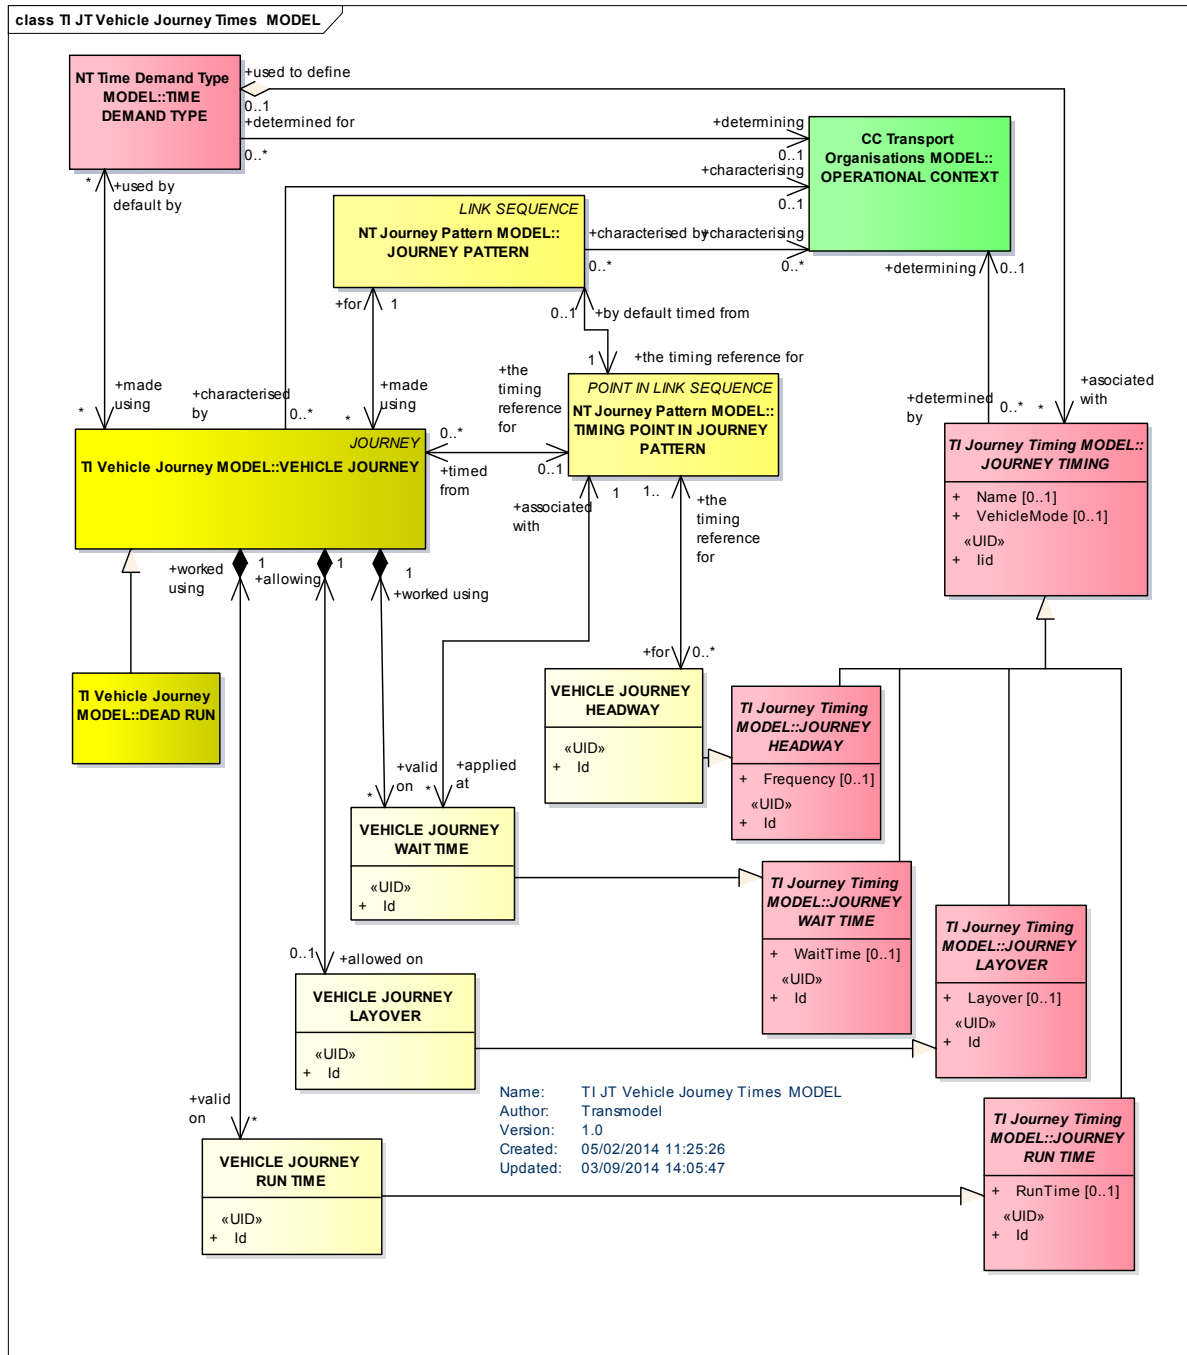 class TI JT Vehicle Journey Times MODEL
NT Time Demand Type
MODEL::TIME
DEMAND TYPE
+used to define
0..1
+determined for
0..*
+determining
0..1
+characterising
0..1
CC Transport
Organisations MODEL::
OPERATIONAL CONTEXT
*
+used by
default by
LINK SEQUENCE
NT Journey Pattern MODEL::
JOURNEY PATTERN
+characterised by
+characterising
0..*
0..*
+determining
0..1
+for
1
0..1
+by default timed from
1
+the timing reference for
+made
using
*
+characterised
by
0..*
+made
using
*
+the
timing
reference
for
0..*
0..1
+timed
from
POINT IN LINK SEQUENCE
NT Journey Pattern MODEL::
TIMING POINT IN JOURNEY
PATTERN
+determined
by
0..*
+asociated
with
*
JOURNEY
TI Vehicle Journey MODEL::VEHICLE JOURNEY
TI Journey Timing MODEL::
JOURNEY TIMING
+ Name [0..1]
+ VehicleMode [0..1]
«UID»
+ Iid
1
+associated
with
1..
+the
timing
reference
for
+worked
using
1
+allowing
1
1
+worked using
TI Vehicle Journey
MODEL::DEAD RUN
+for
0..*
VEHICLE JOURNEY
HEADWAY
«UID»
+ Id
TI Journey Timing
MODEL::JOURNEY
HEADWAY
+ Frequency [0..1]
«UID»
+ Id
+valid
on
*
+applied
at
*
VEHICLE JOURNEY
WAIT TIME
«UID»
+ Id
TI Journey Timing
MODEL::JOURNEY
WAIT TIME
+ WaitTime [0..1]
«UID»
+ Id
TI Journey Timing
MODEL::JOURNEY
LAYOVER
+ Layover [0..1]
«UID»
+ Id
0..1
+allowed on
VEHICLE JOURNEY
LAYOVER
«UID»
+ Id
Name: TI JT Vehicle Journey Times MODEL
Author: Transmodel
Version: 1.0
Created: 05/02/2014 11:25:26
Updated: 03/09/2014 14:05:47
+valid
on
*
VEHICLE JOURNEY
RUN TIME
«UID»
+ Id
TI Journey Timing
MODEL::JOURNEY
RUN TIME
+ RunTime [0..1]
«UID»
+ Id